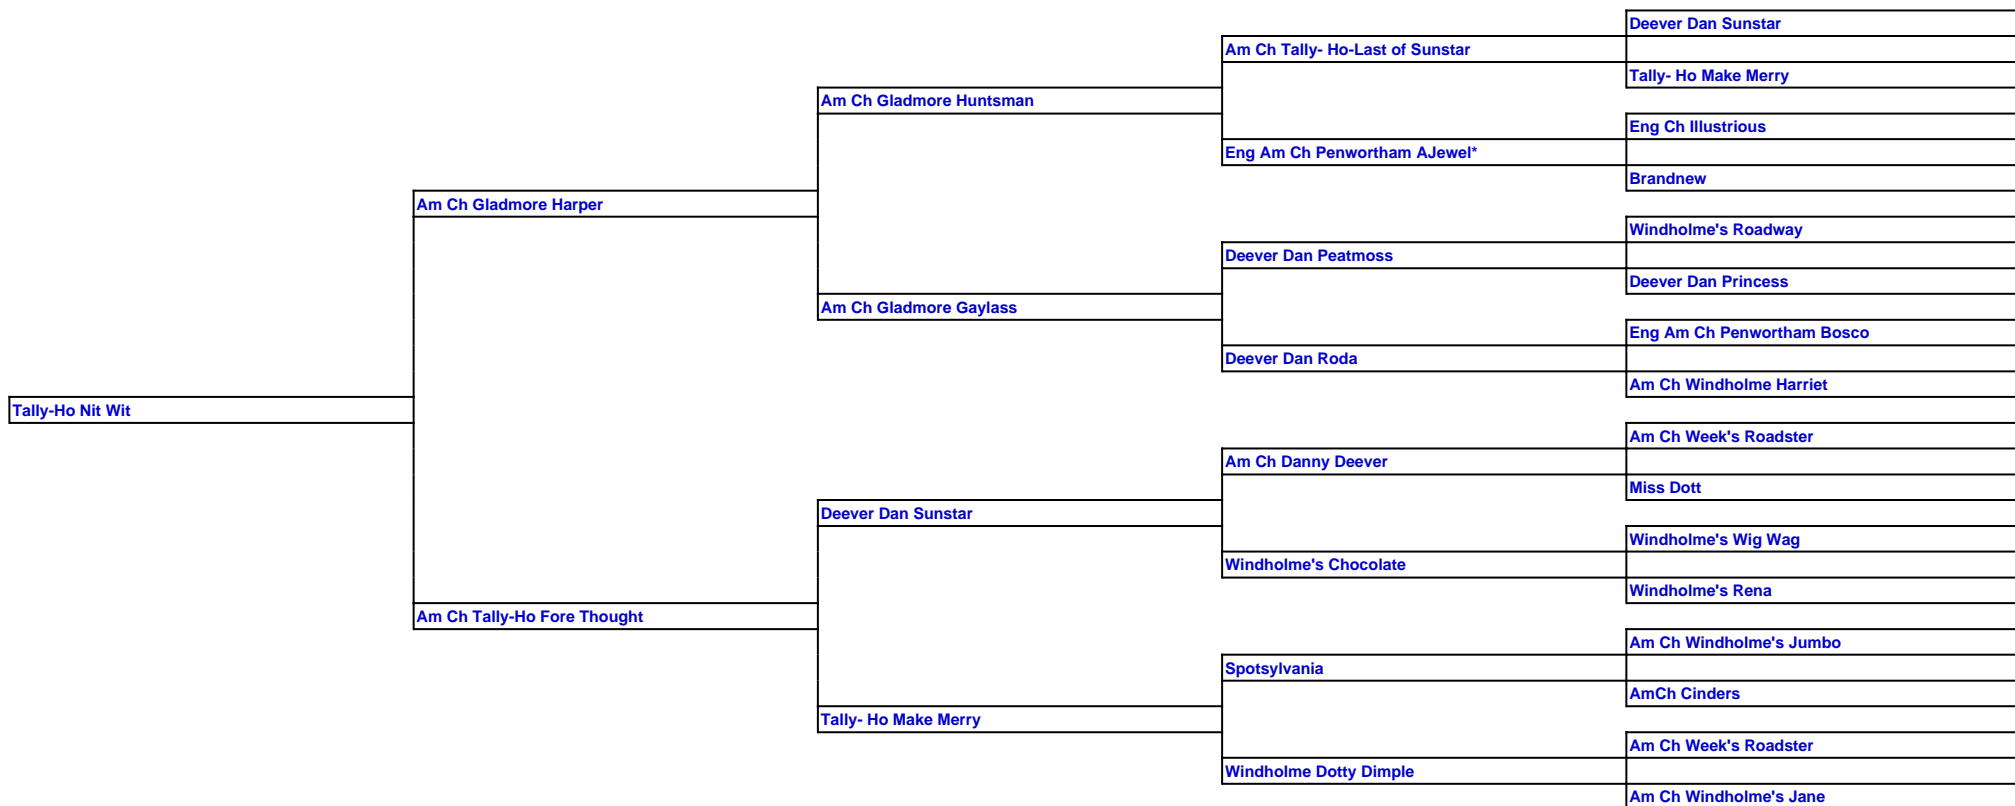 Deever Dan Sunstar
Am Ch Tally- Ho-Last of Sunstar
Tally- Ho Make Merry
Am Ch Gladmore Huntsman
Eng Ch Illustrious
Eng Am Ch Penwortham AJewel*
Brandnew
Am Ch Gladmore Harper
Windholme's Roadway
Deever Dan Peatmoss
Deever Dan Princess
Am Ch Gladmore Gaylass
Eng Am Ch Penwortham Bosco
Deever Dan Roda
Am Ch Windholme Harriet
Tally-Ho Nit Wit
Am Ch Week's Roadster
Am Ch Danny Deever
Miss Dott
Deever Dan Sunstar
Windholme's Wig Wag
Windholme's Chocolate
Windholme's Rena
Am Ch Tally-Ho Fore Thought
Am Ch Windholme's Jumbo
Spotsylvania
AmCh Cinders
Tally- Ho Make Merry
Am Ch Week's Roadster
Windholme Dotty Dimple
Am Ch Windholme's Jane